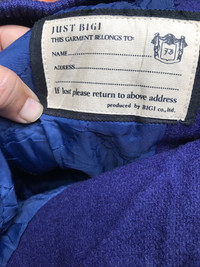 JUST BIGI
THIS GARMENT BELONGS TO:
NAME
ADDRESS
If lost please return to above address
produced by BIGI co.,ltd.